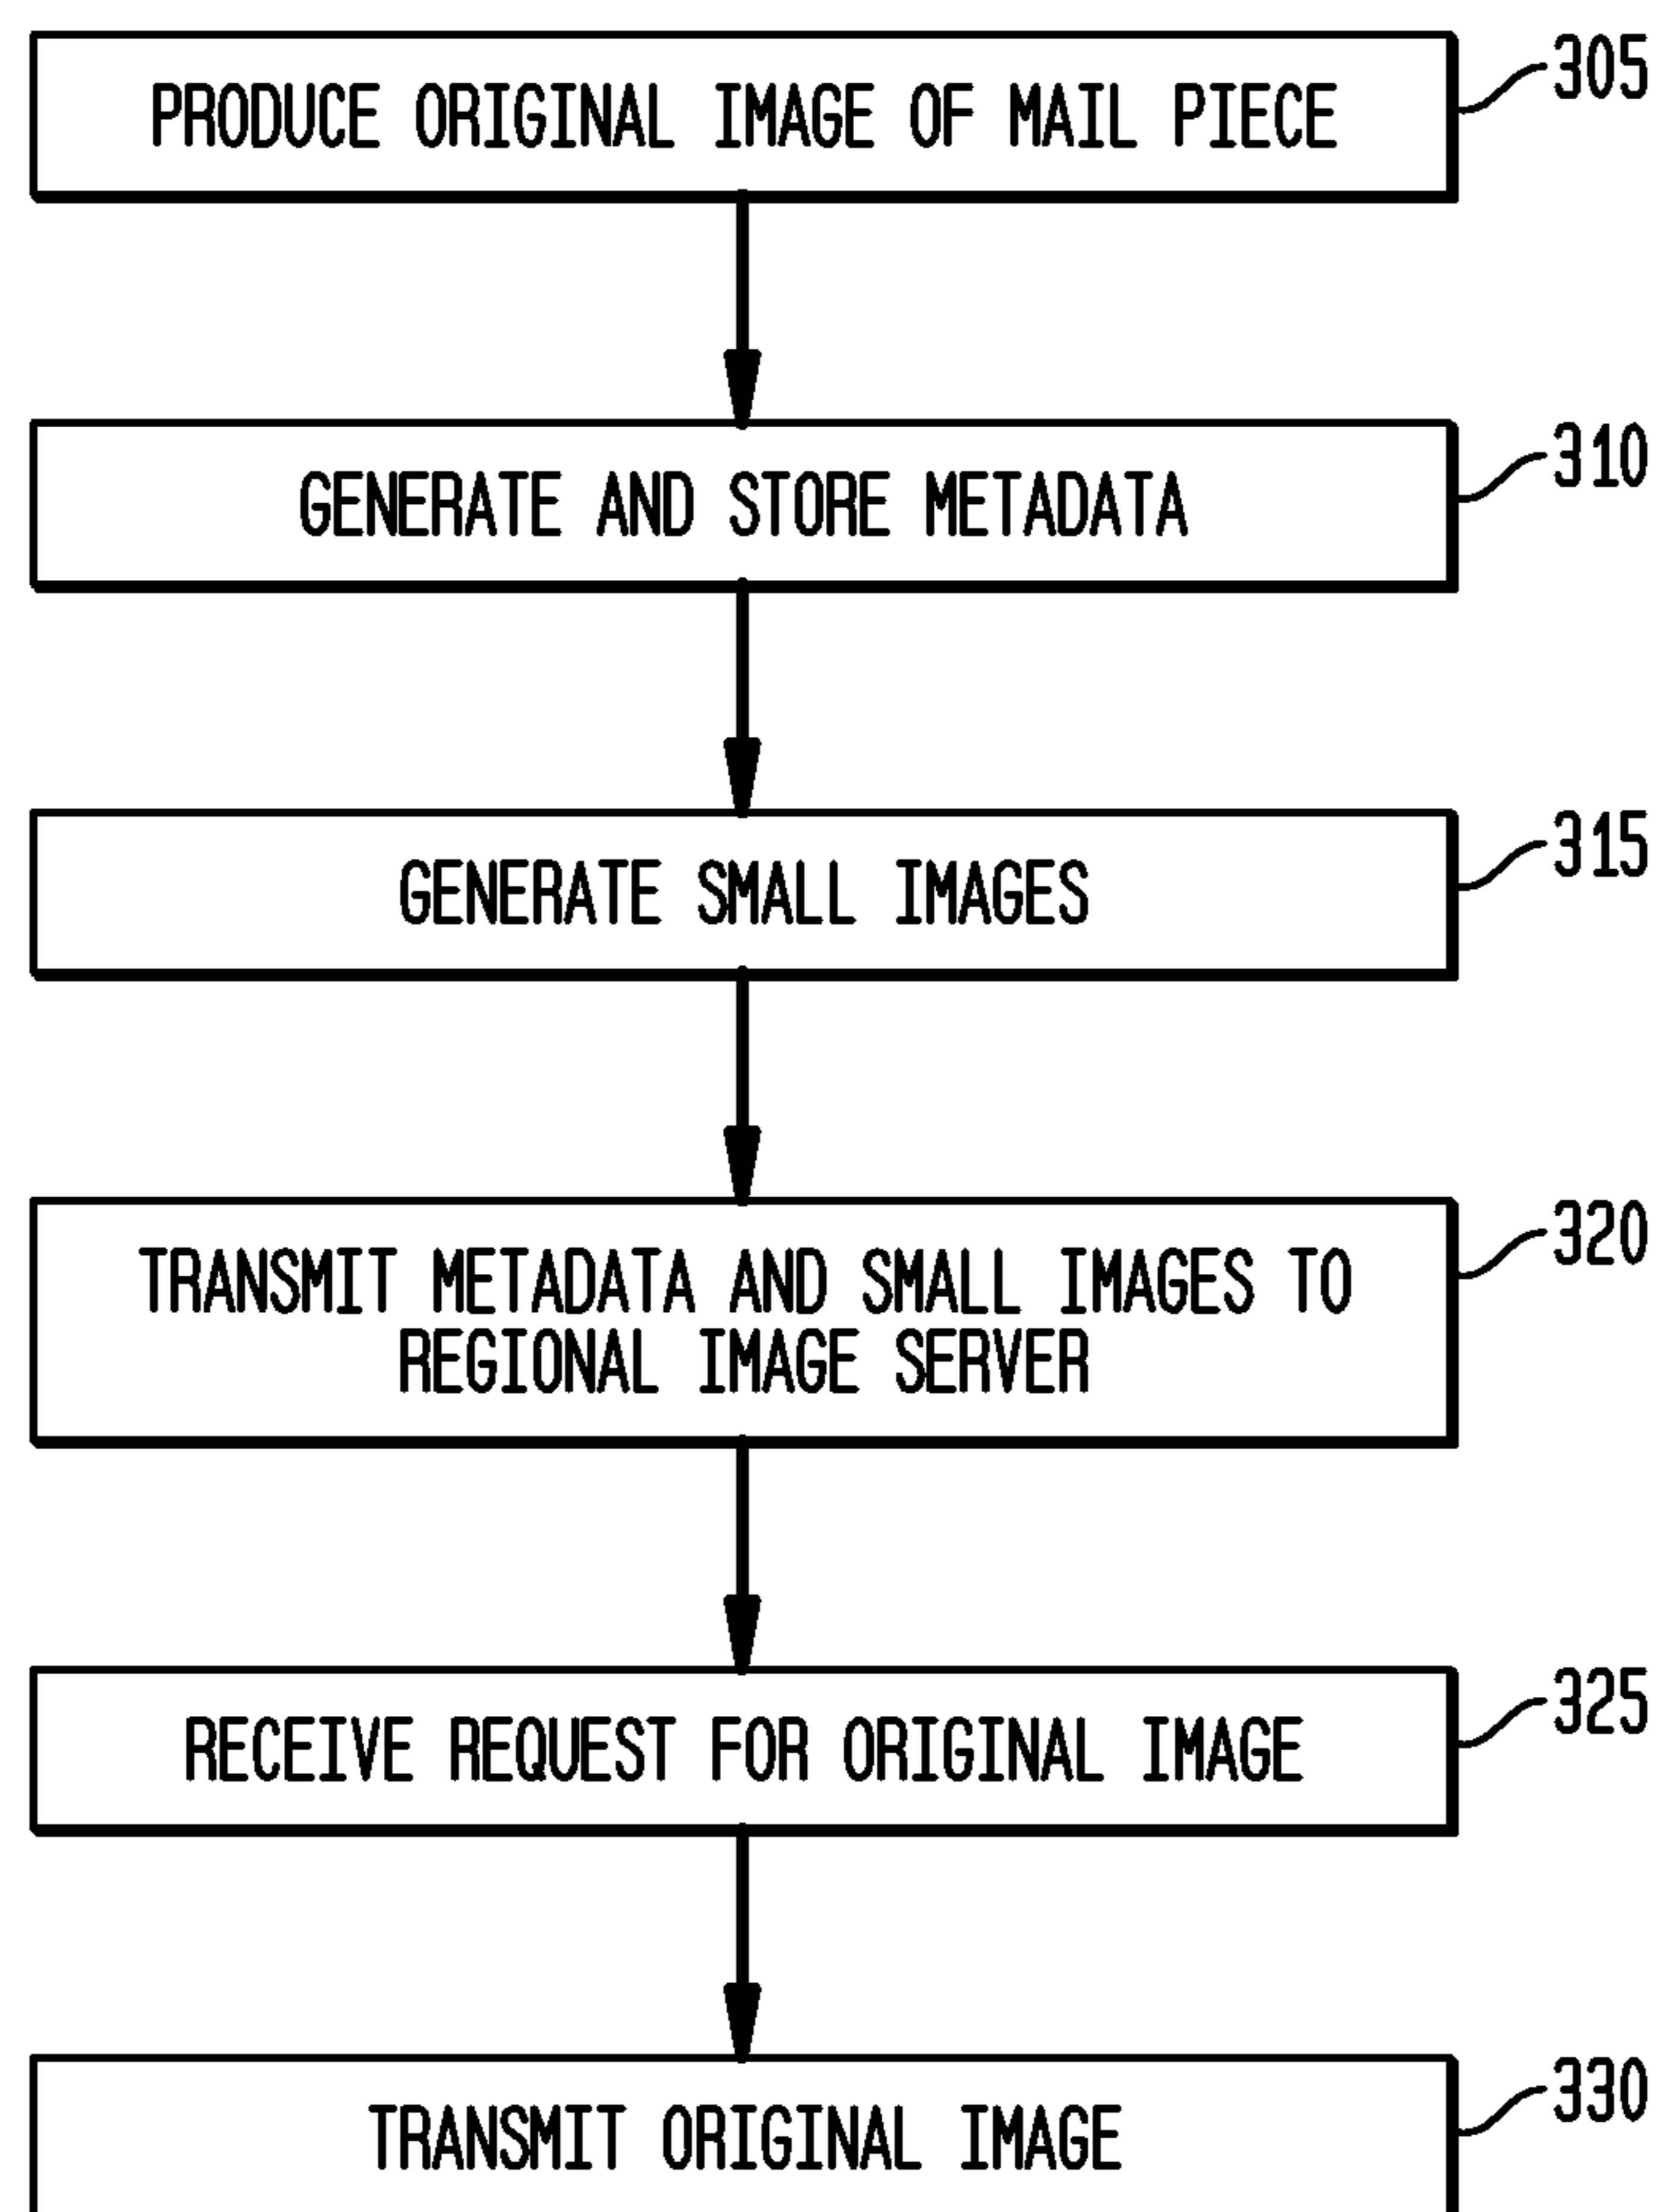 PRODUCE ORIGINAL IMAGE OF MAIL PIECE
305
GENERATE AND STORE METADATA
310
GENERATE SMALL IMAGES
315
TRANSMIT METADATA AND SMALL IMAGES TO
REGIONAL IMAGE SERVER
320
RECEIVE REQUEST FOR ORIGINAL IMAGE
325
TRANSMIT ORIGINAL IMAGE
330